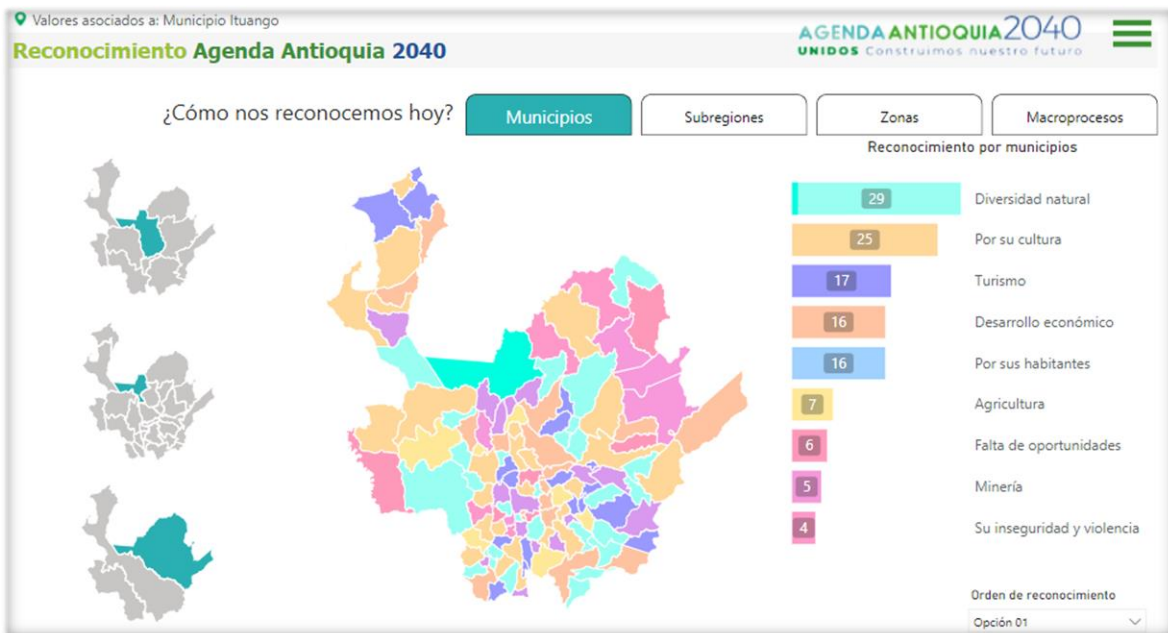 Valores asociados a: Municipio Ituango
Reconocimiento Agenda Antioquia 2040
AGENDA ANTIOQUIA 2040
UNIDOS Construimos nuestro futuro
¿Cómo nos reconocemos hoy?
Municipios
Subregiones
Zonas
Macroprocesos
Reconocimiento por municipios
29 Diversidad natural
25 Por su cultura
17 Turismo
16 Desarrollo económico
16 Por sus habitantes
7 Agricultura
6 Falta de oportunidades
5 Minería
4 Su inseguridad y violencia
Orden de reconocimiento
Opción 01